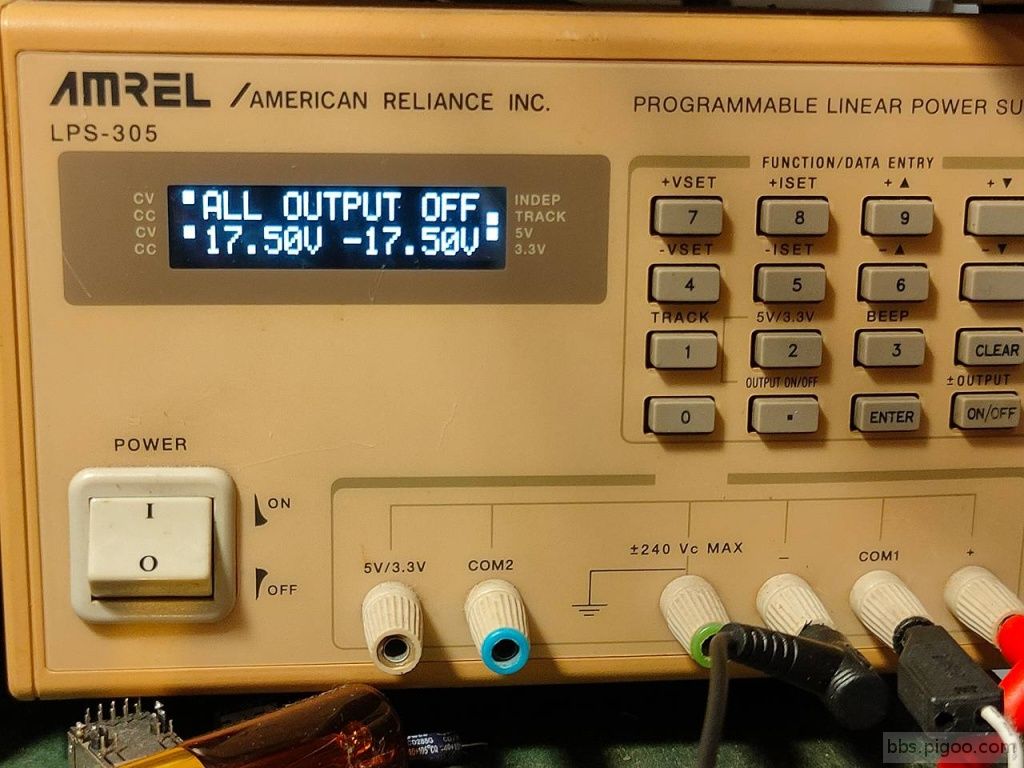 AMREL /AMERICAN RELIANCE INC.
PROGRAMMABLE LINEAR POWER SU
LPS-305
FUNCTION/DATA ENTRY
CV
CC
CV
CC
ALL OUTPUT OFF
17.50V -17.50V
INDEP
TRACK
5V
3.3V
+VSET +ISET + ▲ + ▼
7 8 9
-VSET -ISET - ▲ - ▼
4 5 6
TRACK 5V/3.3V BEEP
1 2 3 CLEAR
OUTPUT ON/OFF ±OUTPUT
0 . ENTER ON/OFF
POWER
I
O
ON
OFF
5V/3.3V COM2 ±240 Vc MAX − COM1 +
bbs.pigoo.com